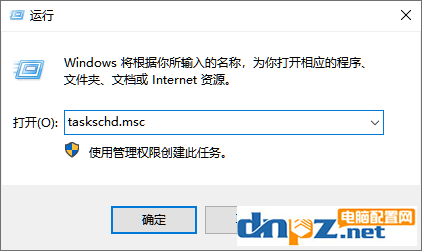 运行
Windows 将根据你所输入的名称，为你打开相应的程序、
文件夹、文档或 Internet 资源。
打开(O):
taskschd.msc
使用管理权限创建此任务。
确定
电脑配置网
dnpz.net